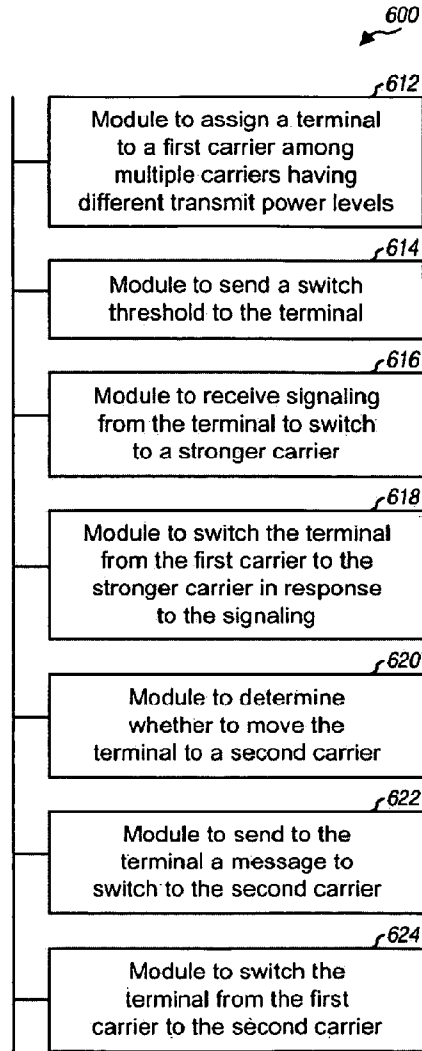 600
612
Module to assign a terminal
to a first carrier among
multiple carriers having
different transmit power levels
614
Module to send a switch
threshold to the terminal
616
Module to receive signaling
from the terminal to switch
to a stronger carrier
618
Module to switch the terminal
from the first carrier to the
stronger carrier in response
to the signaling
620
Module to determine
whether to move the
terminal to a second carrier
622
Module to send to the
terminal a message to
switch to the second carrier
624
Module to switch the
terminal from the first
carrier to the second carrier